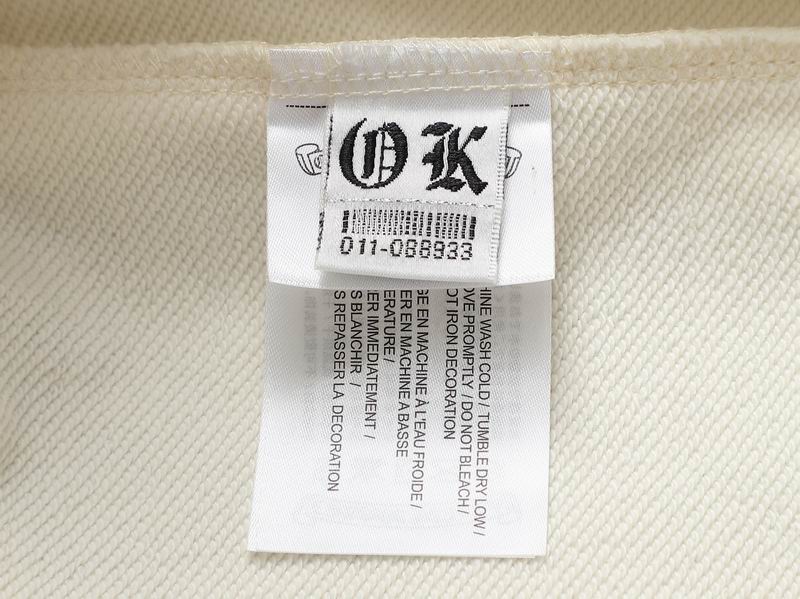 OK
011-088933
HINE WASH COLD / TUMBLE DRY LOW /
OVE PROMPTLY / DO NOT BLEACH /
OT IRON DECORATION
GE EN MACHINE À L'EAU FROIDE /
ER EN MACHINE A BASSE
ERATURE /
ER IMMEDIATEMENT /
S BLANCHIR /
S REPASSER LA DECORATION